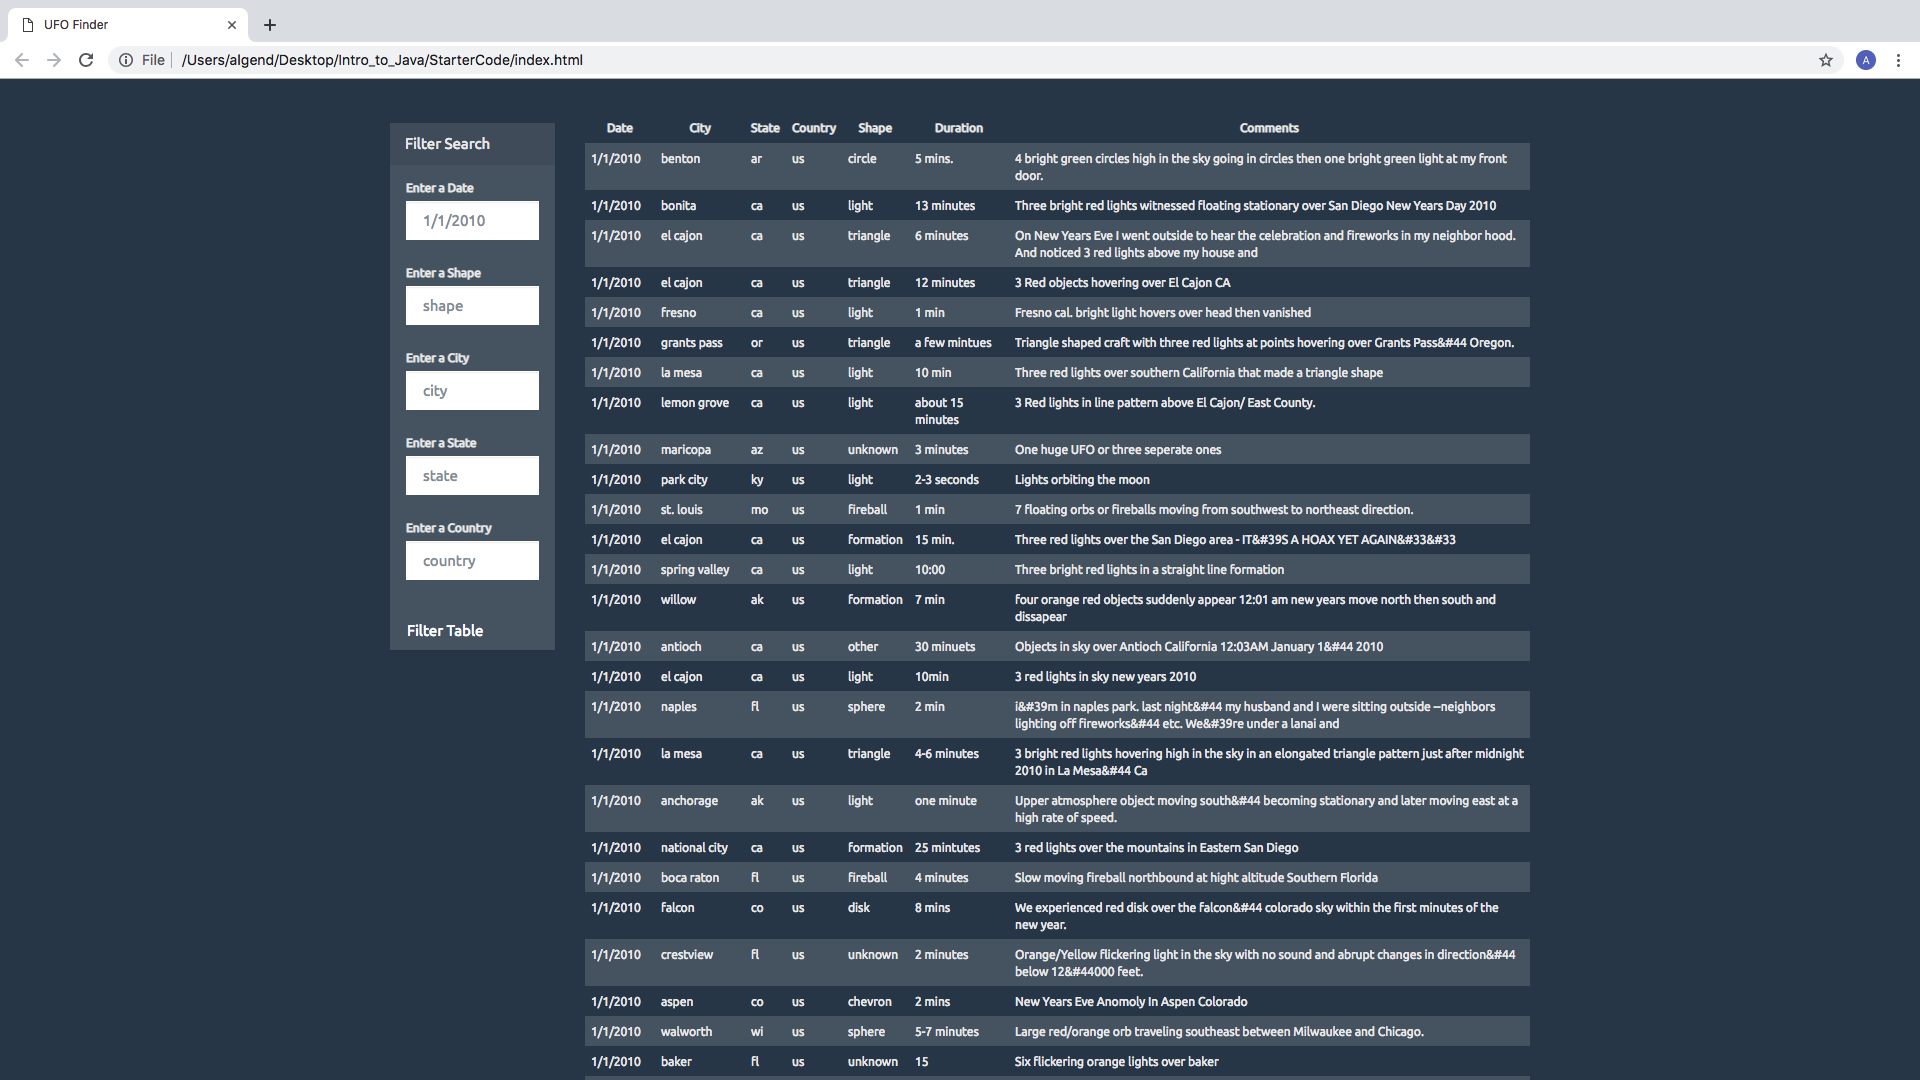 UFO Finder
File /Users/algend/Desktop/Intro_to_Java/StarterCode/index.html
A
Filter Search
Enter a Date
1/1/2010
Enter a Shape
shape
Enter a City
city
Enter a State
state
Enter a Country
country
Filter Table
Date City State Country Shape Duration Comments
1/1/2010 benton ar us circle 5 mins. 4 bright green circles high in the sky going in circles then one bright green light at my front
door.
1/1/2010 bonita ca us light 13 minutes Three bright red lights witnessed floating stationary over San Diego New Years Day 2010
1/1/2010 el cajon ca us triangle 6 minutes On New Years Eve I went outside to hear the celebration and fireworks in my neighbor hood.
And noticed 3 red lights above my house and
1/1/2010 el cajon ca us triangle 12 minutes 3 Red objects hovering over El Cajon CA
1/1/2010 fresno ca us light 1 min Fresno cal. bright light hovers over head then vanished
1/1/2010 grants pass or us triangle a few mintues Triangle shaped craft with three red lights at points hovering over Grants Pass&#44 Oregon.
1/1/2010 la mesa ca us light 10 min Three red lights over southern California that made a triangle shape
1/1/2010 lemon grove ca us light about 15 3 Red lights in line pattern above El Cajon/ East County.
minutes
1/1/2010 maricopa az us unknown 3 minutes One huge UFO or three seperate ones
1/1/2010 park city ky us light 2-3 seconds Lights orbiting the moon
1/1/2010 st. louis mo us fireball 1 min 7 floating orbs or fireballs moving from southwest to northeast direction.
1/1/2010 el cajon ca us formation 15 min. Three red lights over the San Diego area - IT&#39S A HOAX YET AGAIN&#33&#33
1/1/2010 spring valley ca us light 10:00 Three bright red lights in a straight line formation
1/1/2010 willow ak us formation 7 min four orange red objects suddenly appear 12:01 am new years move north then south and
dissapear
1/1/2010 antioch ca us other 30 minuets Objects in sky over Antioch California 12:03AM January 1&#44 2010
1/1/2010 el cajon ca us light 10min 3 red lights in sky new years 2010
1/1/2010 naples fl us sphere 2 min i&#39m in naples park. last night&#44 my husband and I were sitting outside --neighbors
lighting off fireworks&#44 etc. We&#39re under a lanai and
1/1/2010 la mesa ca us triangle 4-6 minutes 3 bright red lights hovering high in the sky in an elongated triangle pattern just after midnight
2010 in La Mesa&#44 Ca
1/1/2010 anchorage ak us light one minute Upper atmosphere object moving south&#44 becoming stationary and later moving east at a
high rate of speed.
1/1/2010 national city ca us formation 25 mintutes 3 red lights over the mountains in Eastern San Diego
1/1/2010 boca raton fl us fireball 4 minutes Slow moving fireball northbound at hight altitude Southern Florida
1/1/2010 falcon co us disk 8 mins We experienced red disk over the falcon&#44 colorado sky within the first minutes of the
new year.
1/1/2010 crestview fl us unknown 2 minutes Orange/Yellow flickering light in the sky with no sound and abrupt changes in direction&#44
below 12&#44000 feet.
1/1/2010 aspen co us chevron 2 mins New Years Eve Anomoly In Aspen Colorado
1/1/2010 walworth wi us sphere 5-7 minutes Large red/orange orb traveling southeast between Milwaukee and Chicago.
1/1/2010 baker fl us unknown 15 Six flickering orange lights over baker